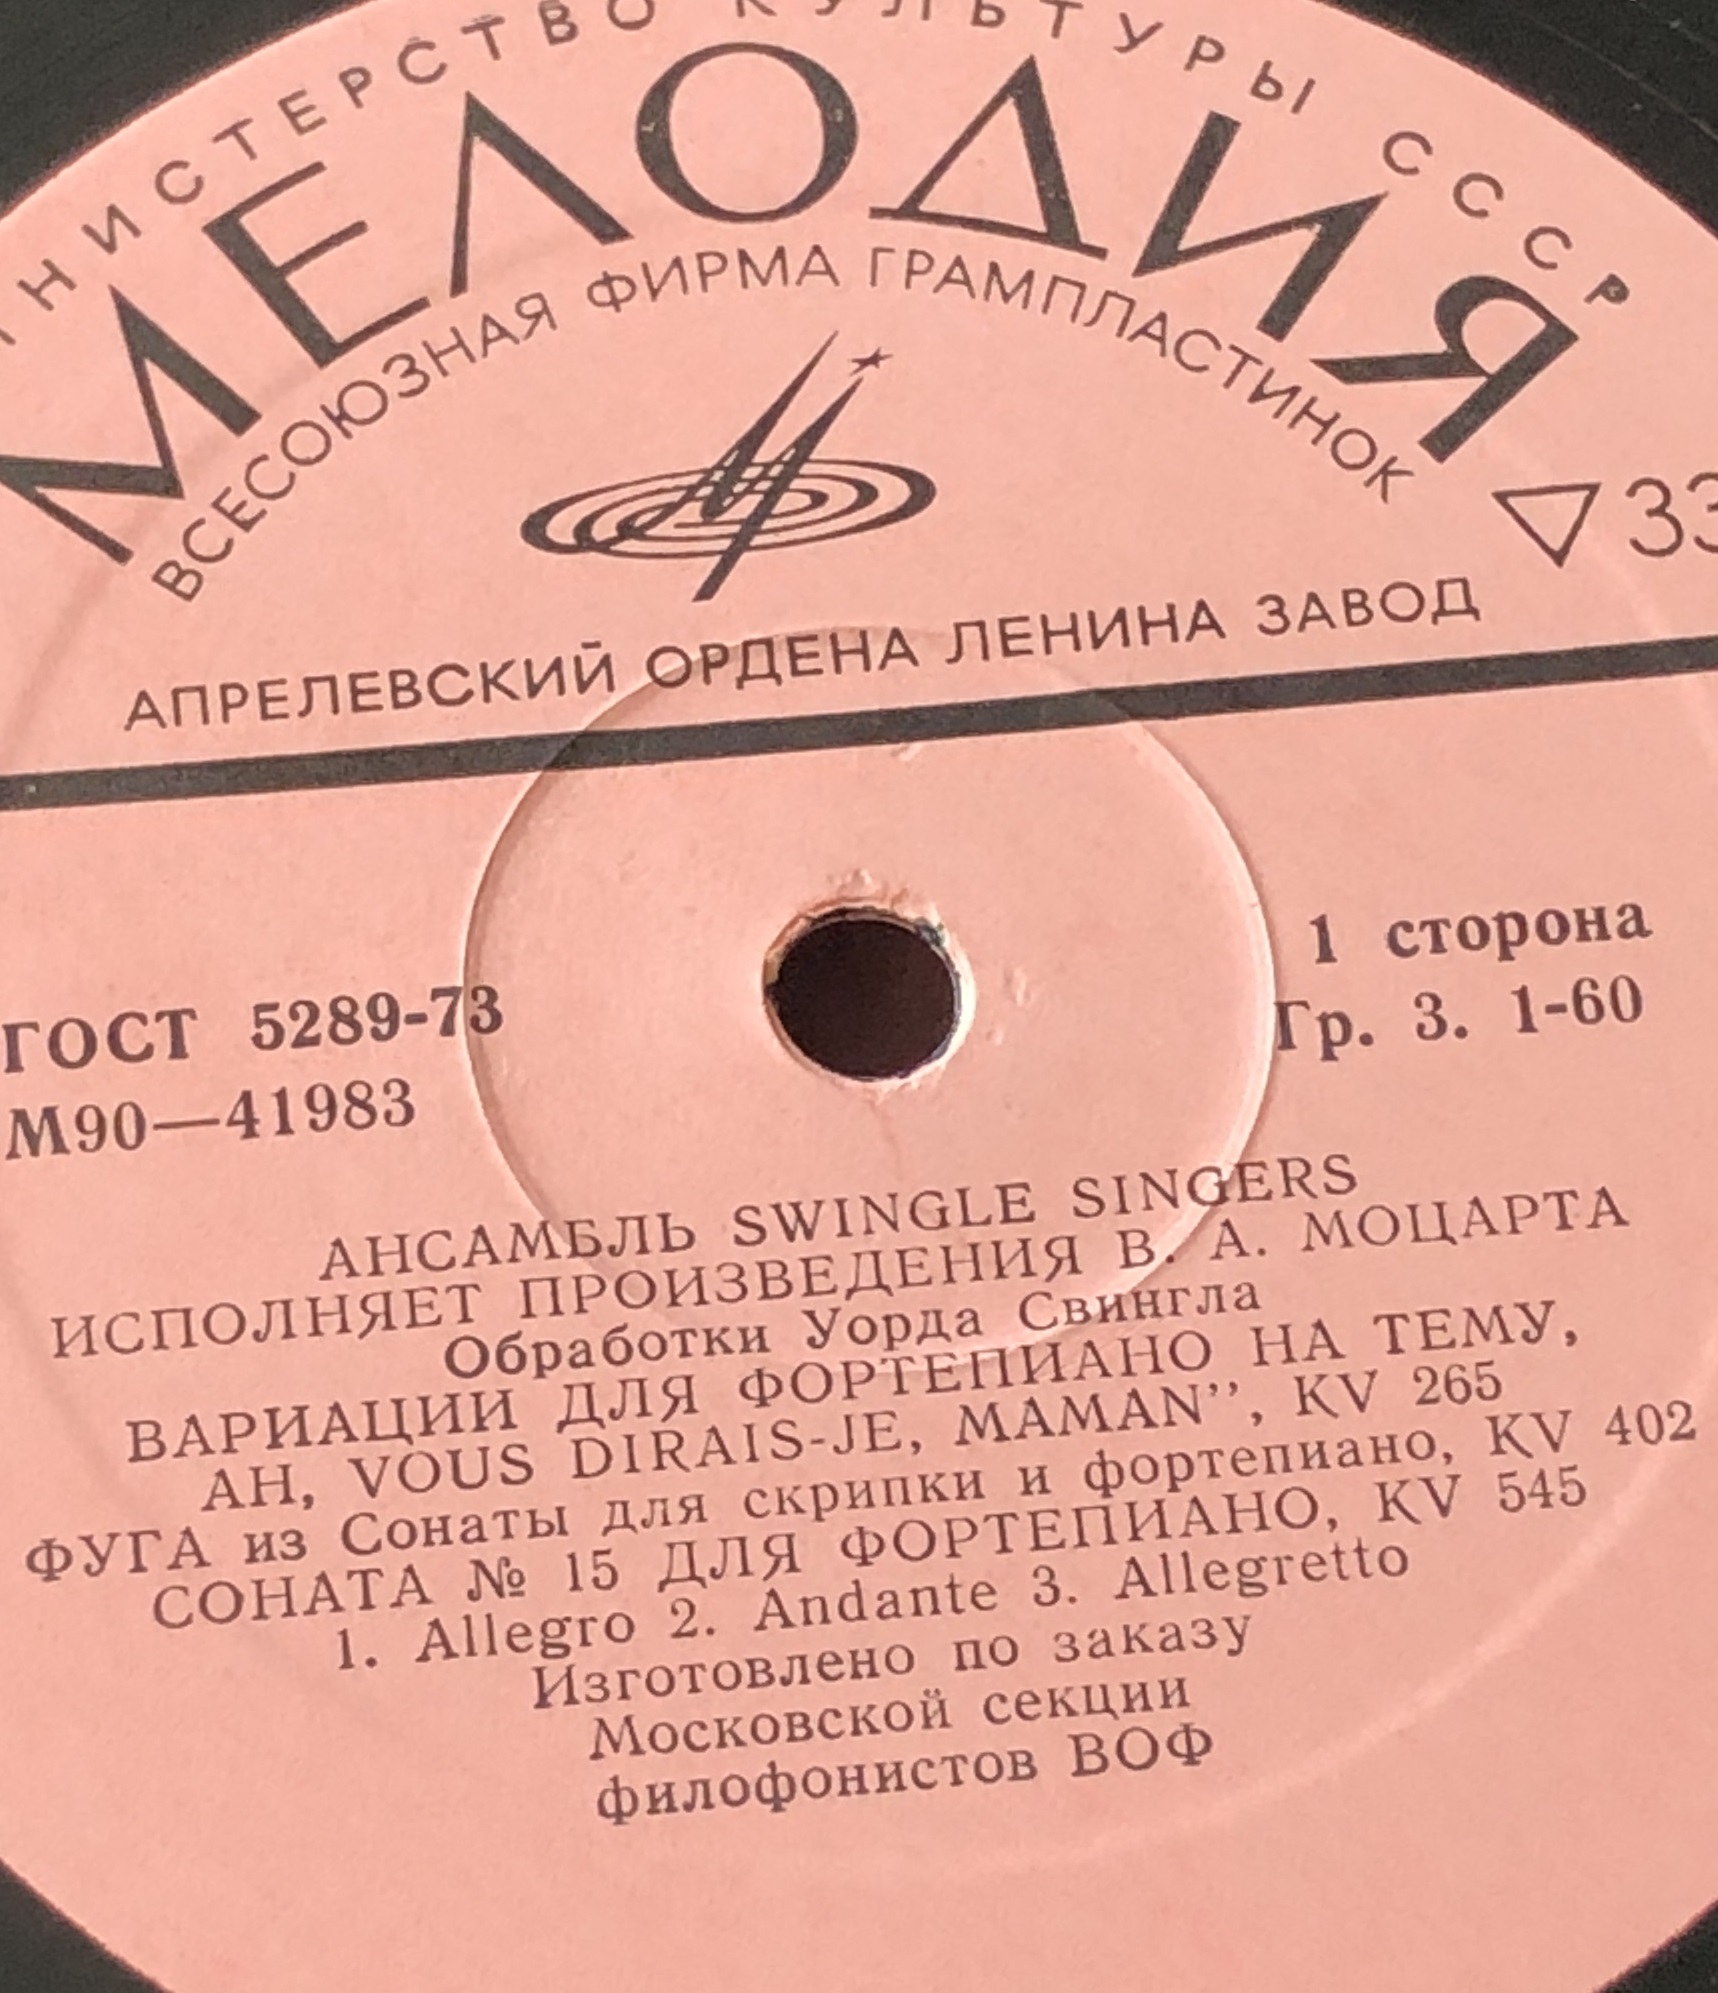 МИНИСТЕРСТВО КУЛЬТУРЫ СССР
МЕЛОДИЯ
ВСЕСОЮЗНАЯ ФИРМА ГРАМПЛАСТИНОК
▽33
АПРЕЛЕВСКИЙ ОРДЕНА ЛЕНИНА ЗАВОД
ГОСТ 5289-73
М90—41983
1 сторона
Гр. 3. 1-60
АНСАМБЛЬ SWINGLE SINGERS
ИСПОЛНЯЕТ ПРОИЗВЕДЕНИЯ В. А. МОЦАРТА
Обработки Уорда Свингла
ВАРИАЦИИ ДЛЯ ФОРТЕПИАНО НА ТЕМУ,
AH, VOUS DIRAIS-JE, MAMAN”, KV 265
ФУГА из Сонаты для скрипки и фортепиано, KV 402
СОНАТА № 15 ДЛЯ ФОРТЕПИАНО, KV 545
1. Allegro 2. Andante 3. Allegretto
Изготовлено по заказу
Московской секции
филофонистов ВОФ